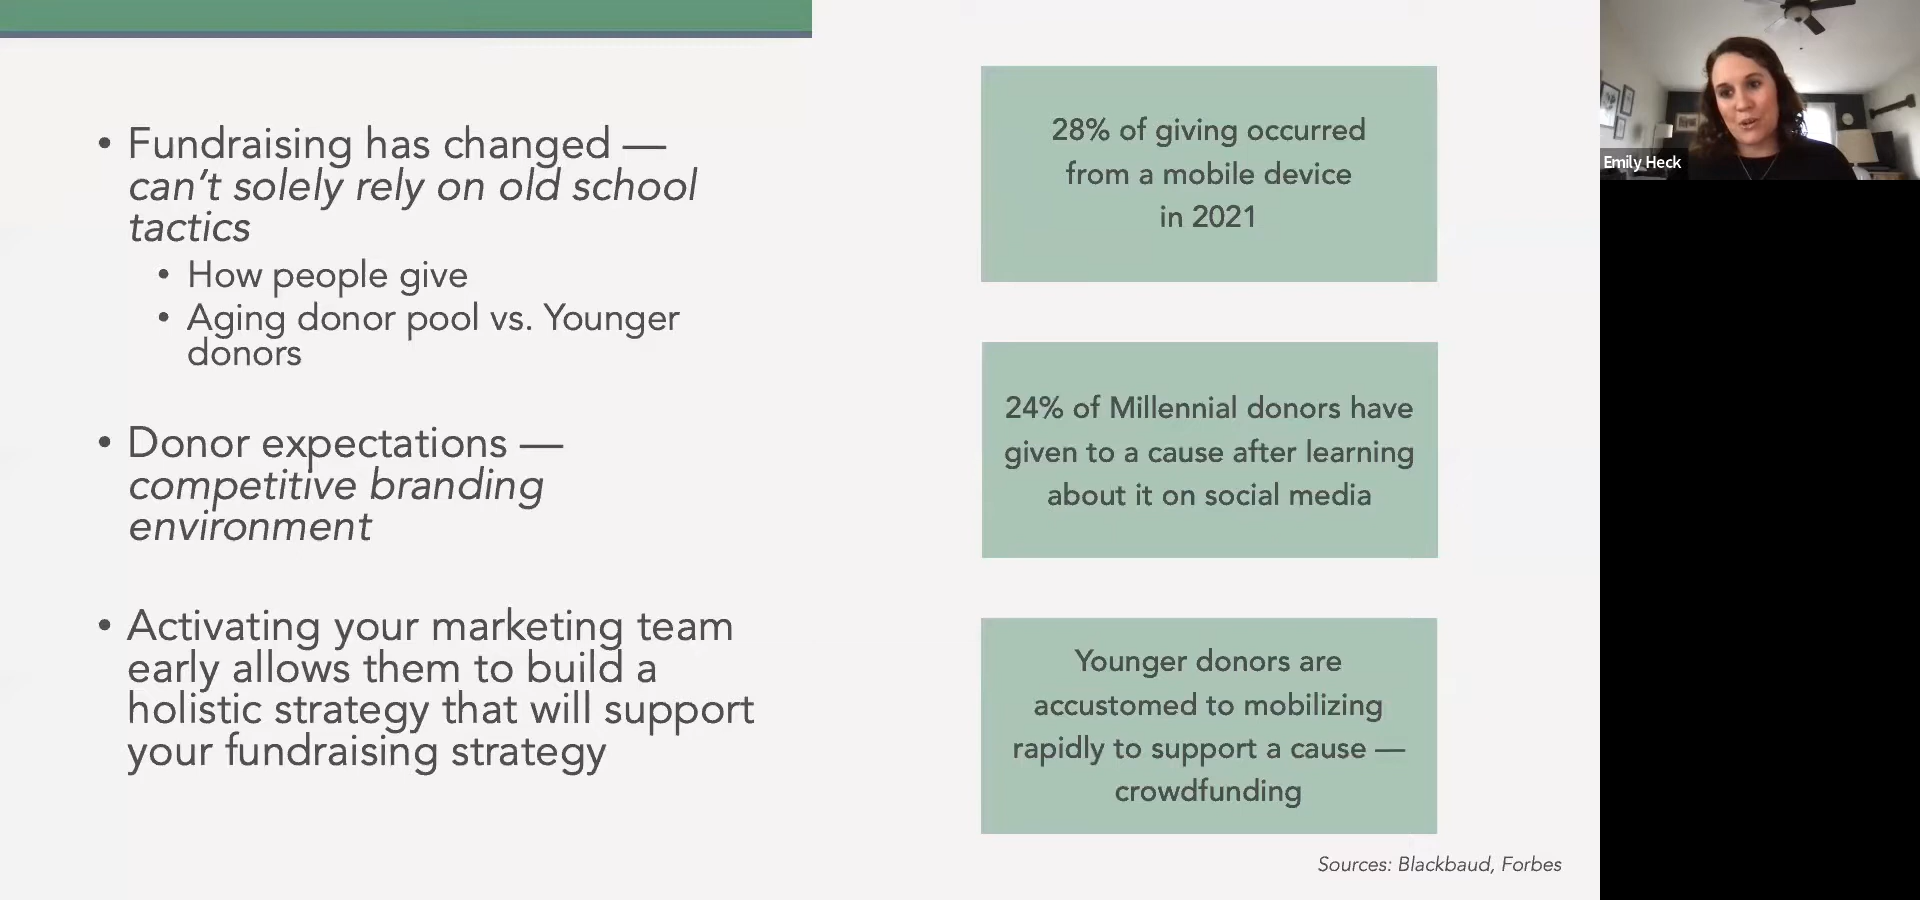 • Fundraising has changed —
can’t solely rely on old school
tactics
• How people give
• Aging donor pool vs. Younger
donors
• Donor expectations —
competitive branding
environment
• Activating your marketing team
early allows them to build a
holistic strategy that will support
your fundraising strategy
28% of giving occurred
from a mobile device
in 2021
24% of Millennial donors have
given to a cause after learning
about it on social media
Younger donors are
accustomed to mobilizing
rapidly to support a cause —
crowdfunding
Sources: Blackbaud, Forbes
Emily Heck